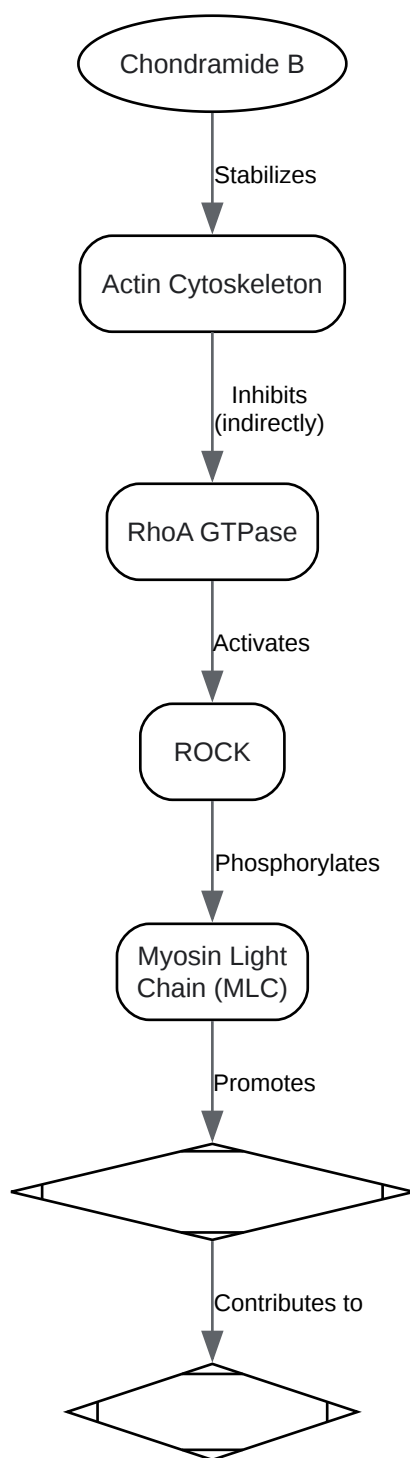 Chondramide B
Stabilizes
Actin Cytoskeleton
Inhibits
(indirectly)
RhoA GTPase
Activates
ROCK
Phosphorylates
Myosin Light
Chain (MLC)
Promotes
Contributes to